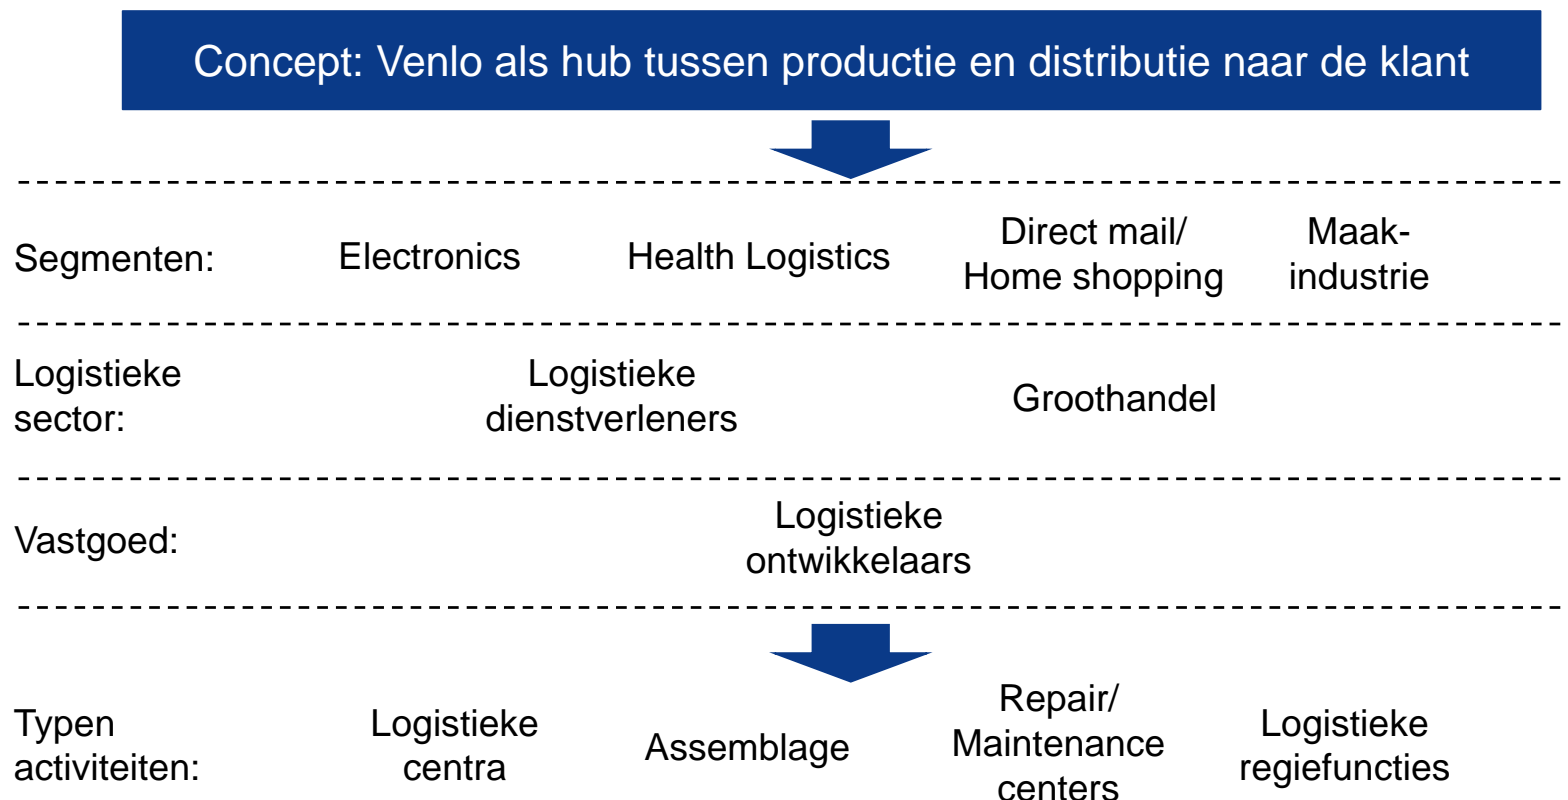 Concept: Venlo als hub tussen productie en distributie naar de klant
Segmenten:
Electronics
Health Logistics
Direct mail/
Home shopping
Maak-
industrie
Logistieke
sector:
Logistieke
dienstverleners
Groothandel
Vastgoed:
Logistieke
ontwikkelaars
Typen
activiteiten:
Logistieke
centra
Assemblage
Repair/
Maintenance
centers
Logistieke
regiefuncties